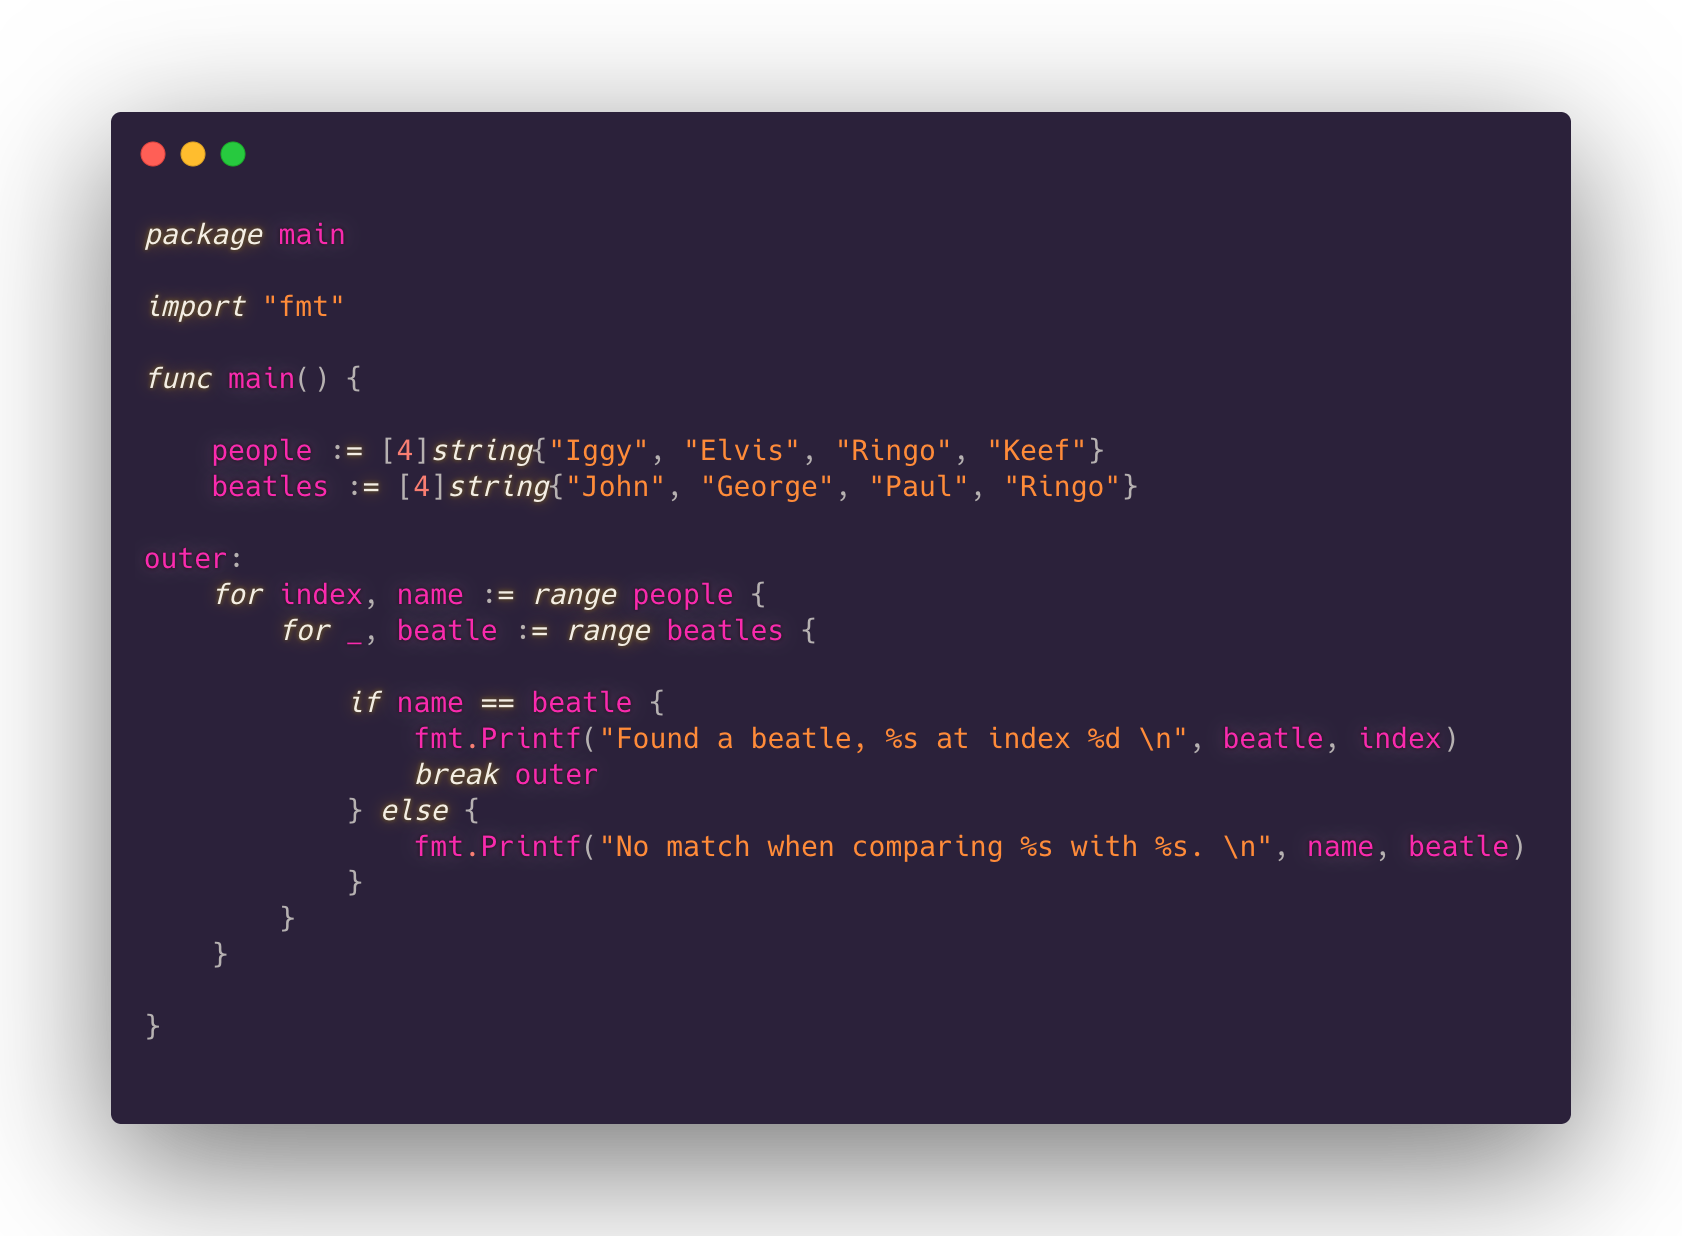 package main

import "fmt"

func main() {

    people := [4]string{"Iggy", "Elvis", "Ringo", "Keef"}
    beatles := [4]string{"John", "George", "Paul", "Ringo"}

outer:
    for index, name := range people {
        for _, beatle := range beatles {

            if name == beatle {
                fmt.Printf("Found a beatle, %s at index %d \n", beatle, index)
                break outer
            } else {
                fmt.Printf("No match when comparing %s with %s. \n", name, beatle)
            }
        }
    }

}